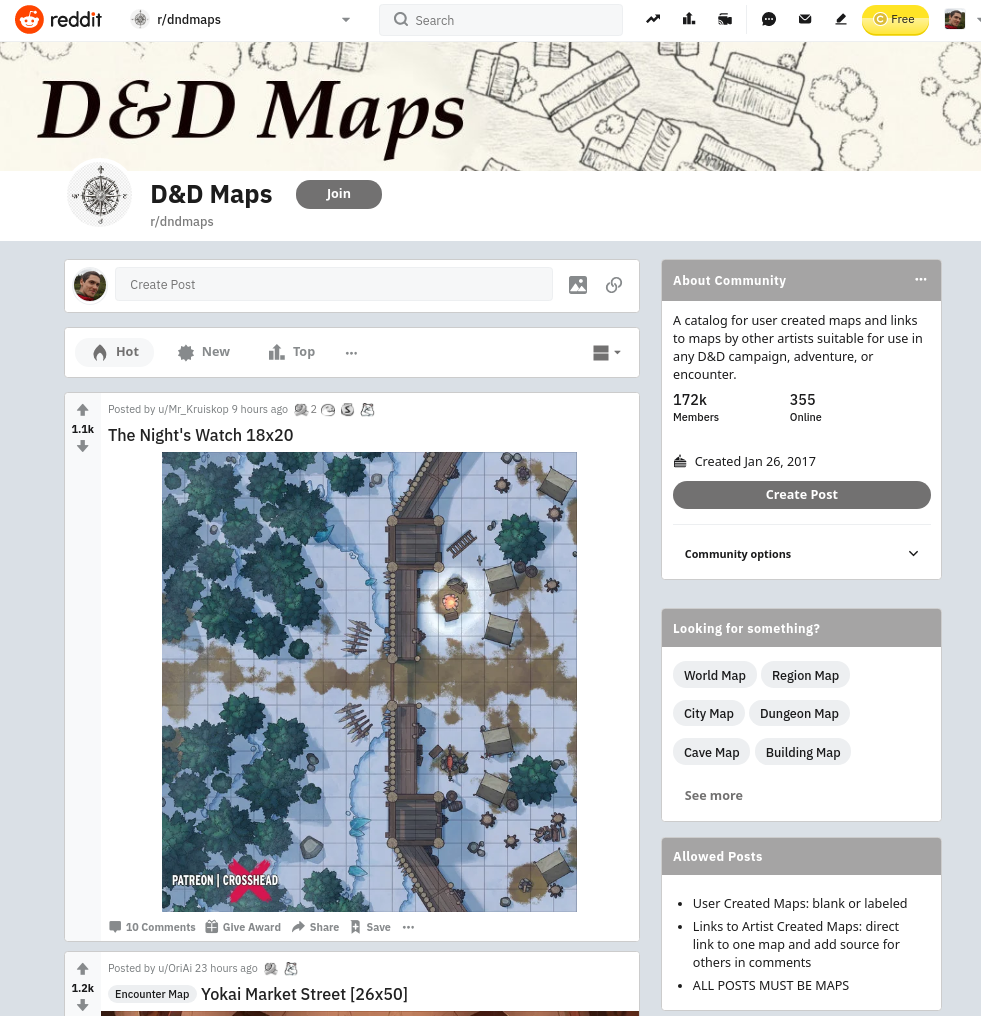 reddit
r/dndmaps
Search
Free
D&D Maps
D&D Maps
Join
r/dndmaps
Create Post
Hot
New
Top
1.1k
Posted by u/Mr_Kruiskop 9 hours ago
2
The Night's Watch 18x20
PATREON | CROSSHEAD
10 Comments
Give Award
Share
Save
1.2k
Posted by u/OriAi 23 hours ago
Encounter Map
Yokai Market Street [26x50]
About Community
A catalog for user created maps and links
to maps by other artists suitable for use in
any D&D campaign, adventure, or
encounter.
172k
355
Members
Online
Created Jan 26, 2017
Create Post
Community options
Looking for something?
World Map
Region Map
City Map
Dungeon Map
Cave Map
Building Map
See more
Allowed Posts
User Created Maps: blank or labeled
Links to Artist Created Maps: direct
link to one map and add source for
others in comments
ALL POSTS MUST BE MAPS